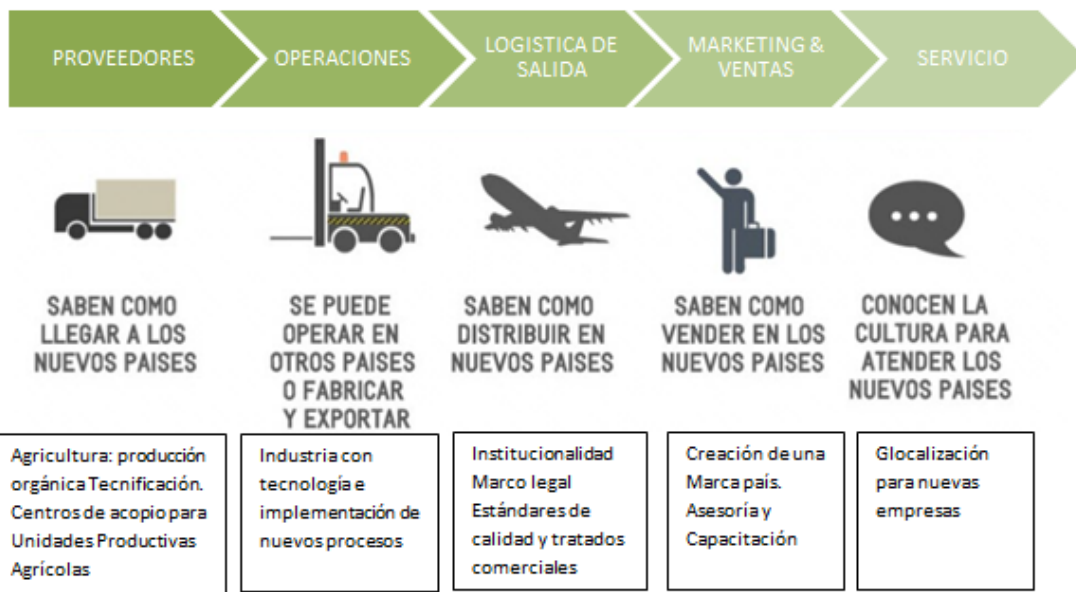 PROVEEDORES
OPERACIONES
LOGISTICA DE
SALIDA
MARKETING &
VENTAS
SERVICIO
SABEN COMO
LLEGAR A LOS
NUEVOS PAISES
SE PUEDE
OPERAR EN
OTROS PAISES
O FABRICAR
Y EXPORTAR
SABEN COMO
DISTRIBUIR EN
NUEVOS PAISES
SABEN COMO
VENDER EN LOS
NUEVOS PAISES
CONOCEN LA
CULTURA PARA
ATENDER LOS
NUEVOS PAISES
Agricultura: producción
orgánica Tecnificación.
Centros de acopio para
Unidades Productivas
Agrícolas
Industria con
tecnología e
implementación de
nuevos procesos
Institucionalidad
Marco legal
Estándares de
calidad y tratados
comerciales
Creación de una
Marca país.
Asesoría y
Capacitación
Glocalización
para nuevas
empresas